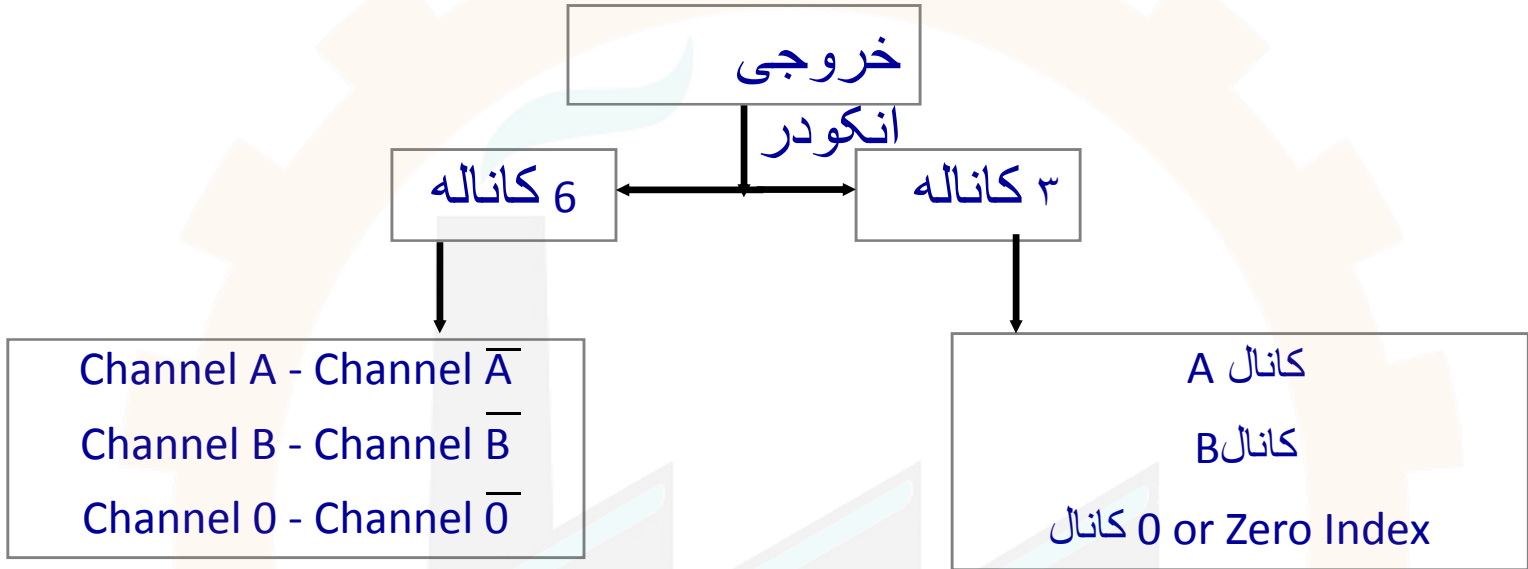 خروجی
انکودر
۳ کاناله
6 کاناله
کانال A
کانالB
کانال 0 or Zero Index
Channel A - Channel A̅
Channel B - Channel B̅
Channel 0 - Channel 0̅